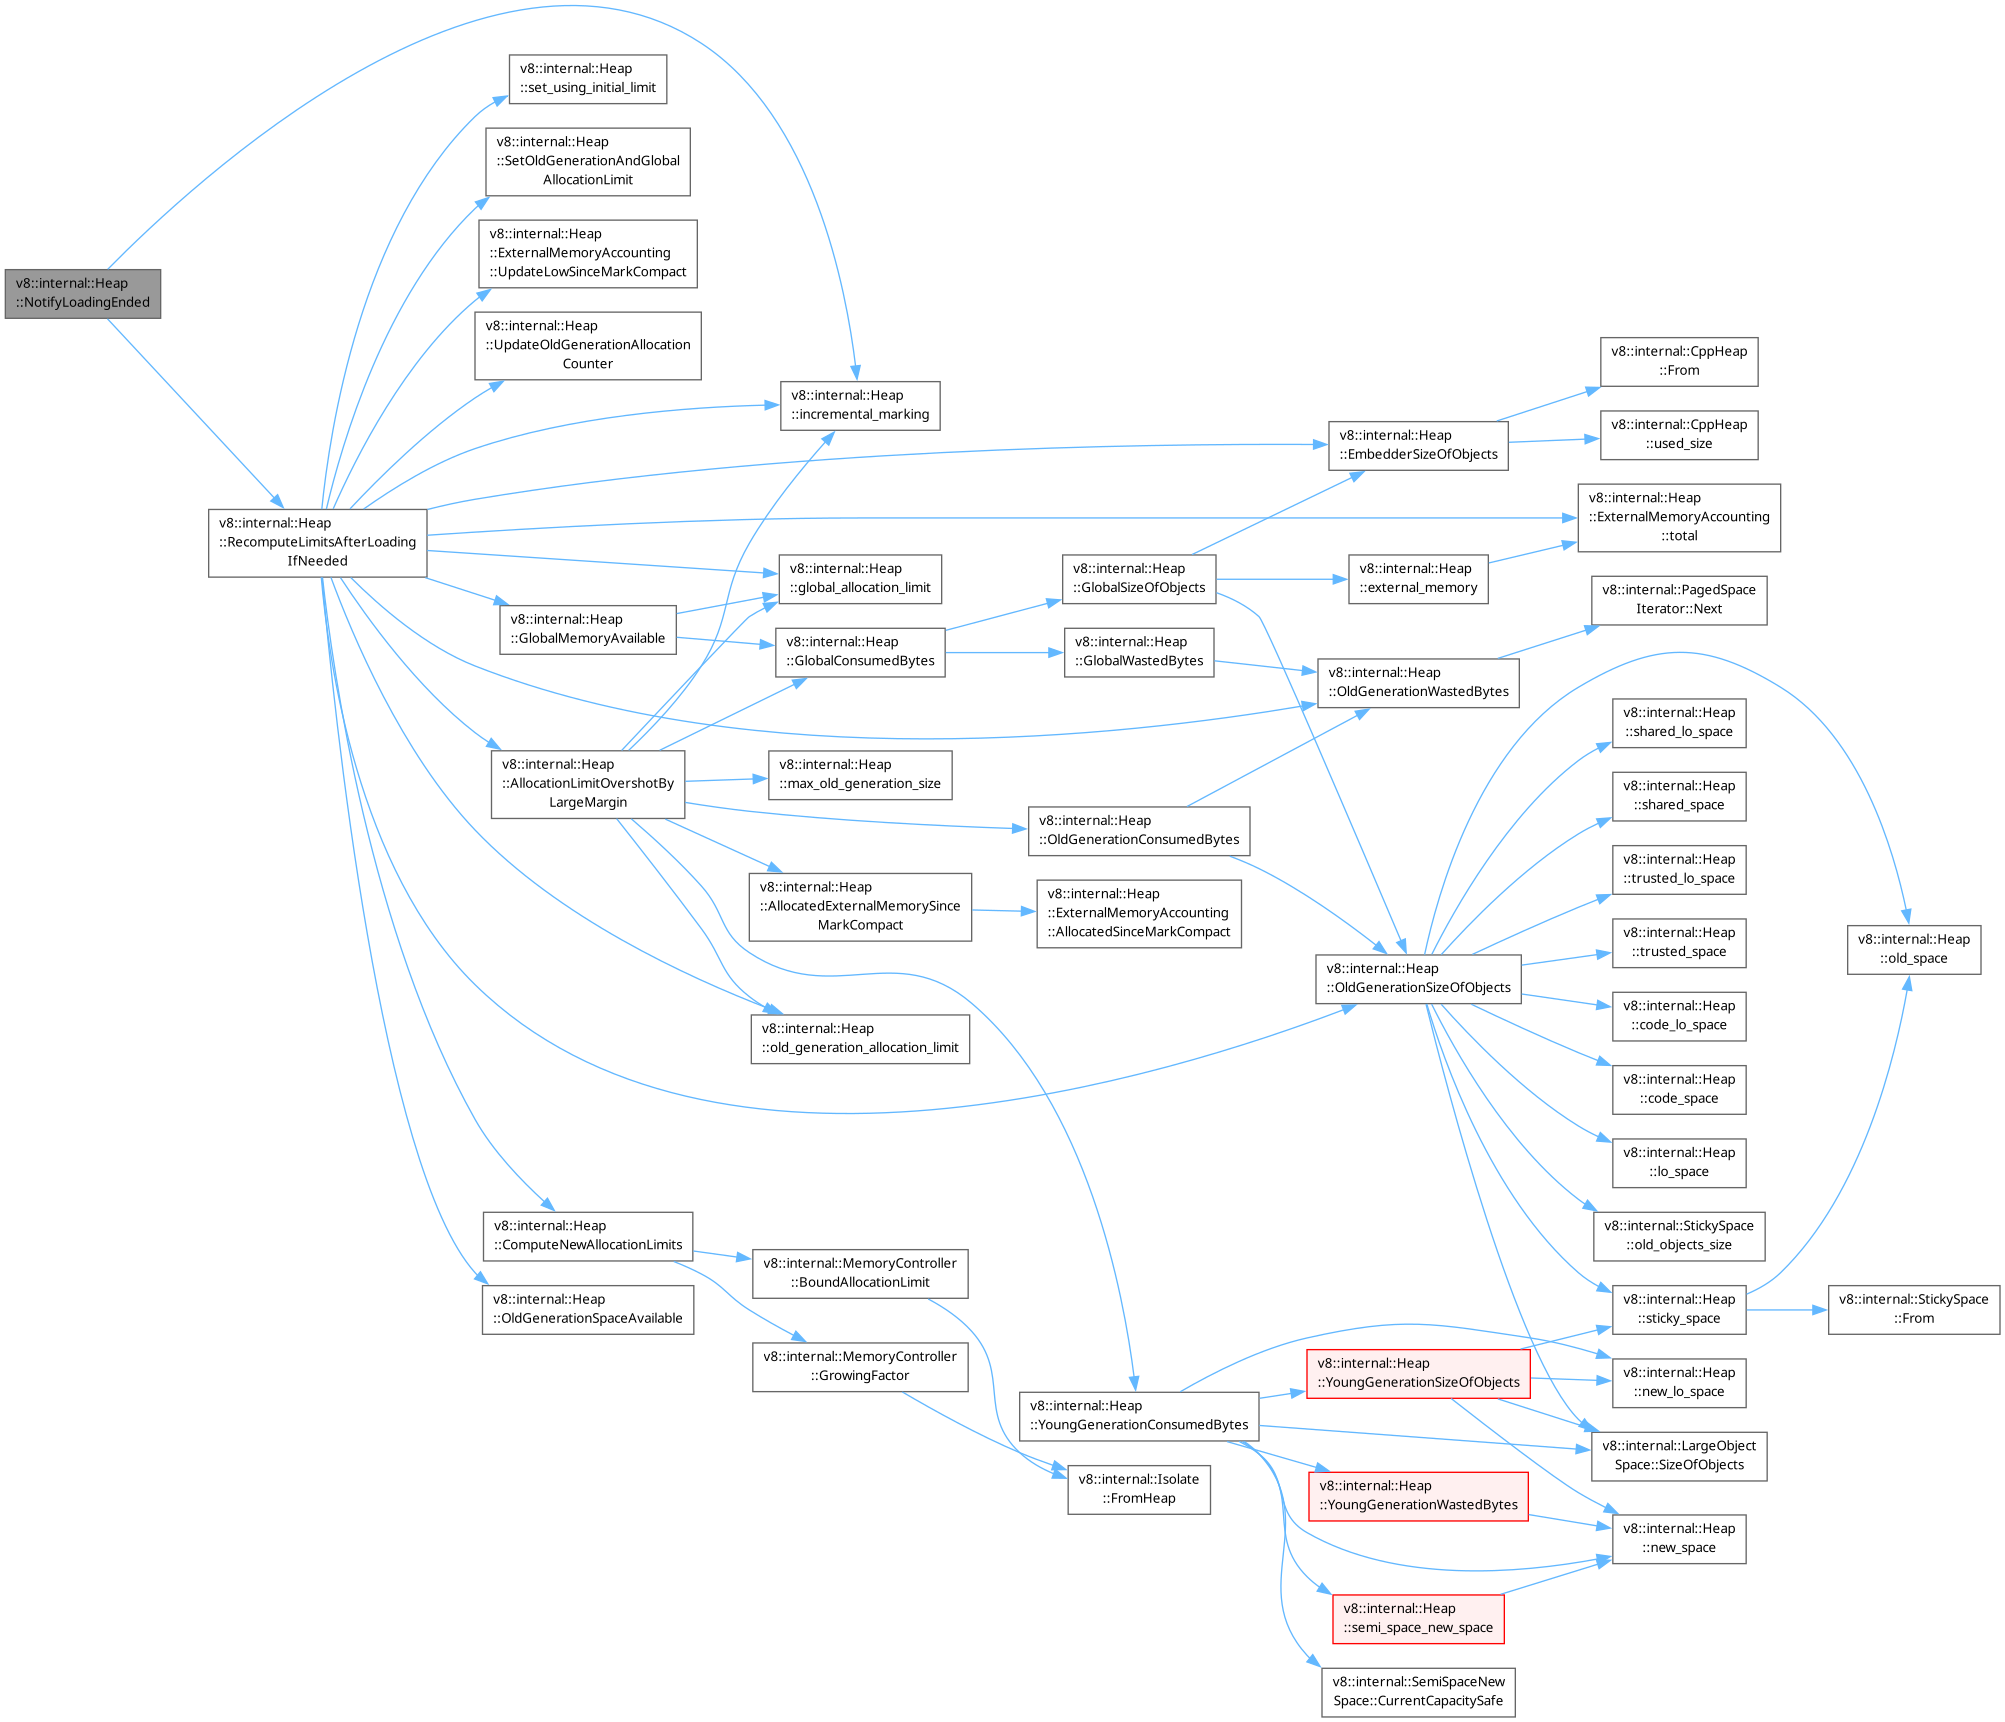 v8::internal::Heap
::NotifyLoadingEnded
v8::internal::Heap
::RecomputeLimitsAfterLoading
IfNeeded
v8::internal::Heap
::set_using_initial_limit
v8::internal::Heap
::SetOldGenerationAndGlobal
AllocationLimit
v8::internal::Heap
::ExternalMemoryAccounting
::UpdateLowSinceMarkCompact
v8::internal::Heap
::UpdateOldGenerationAllocation
Counter
v8::internal::Heap
::GlobalMemoryAvailable
v8::internal::Heap
::AllocationLimitOvershotBy
LargeMargin
v8::internal::Heap
::ComputeNewAllocationLimits
v8::internal::Heap
::OldGenerationSpaceAvailable
v8::internal::Heap
::incremental_marking
v8::internal::Heap
::global_allocation_limit
v8::internal::Heap
::GlobalConsumedBytes
v8::internal::Heap
::max_old_generation_size
v8::internal::Heap
::AllocatedExternalMemorySince
MarkCompact
v8::internal::Heap
::old_generation_allocation_limit
v8::internal::MemoryController
::BoundAllocationLimit
v8::internal::MemoryController
::GrowingFactor
v8::internal::Heap
::GlobalSizeOfObjects
v8::internal::Heap
::GlobalWastedBytes
v8::internal::Heap
::OldGenerationConsumedBytes
v8::internal::Heap
::ExternalMemoryAccounting
::AllocatedSinceMarkCompact
v8::internal::Heap
::YoungGenerationConsumedBytes
v8::internal::Isolate
::FromHeap
v8::internal::Heap
::EmbedderSizeOfObjects
v8::internal::Heap
::external_memory
v8::internal::Heap
::OldGenerationWastedBytes
v8::internal::Heap
::OldGenerationSizeOfObjects
v8::internal::Heap
::YoungGenerationSizeOfObjects
v8::internal::Heap
::YoungGenerationWastedBytes
v8::internal::Heap
::semi_space_new_space
v8::internal::SemiSpaceNew
Space::CurrentCapacitySafe
v8::internal::CppHeap
::From
v8::internal::CppHeap
::used_size
v8::internal::Heap
::ExternalMemoryAccounting
::total
v8::internal::PagedSpace
Iterator::Next
v8::internal::Heap
::shared_lo_space
v8::internal::Heap
::shared_space
v8::internal::Heap
::trusted_lo_space
v8::internal::Heap
::trusted_space
v8::internal::Heap
::code_lo_space
v8::internal::Heap
::code_space
v8::internal::Heap
::lo_space
v8::internal::StickySpace
::old_objects_size
v8::internal::Heap
::sticky_space
v8::internal::Heap
::new_lo_space
v8::internal::LargeObject
Space::SizeOfObjects
v8::internal::Heap
::new_space
v8::internal::Heap
::old_space
v8::internal::StickySpace
::From